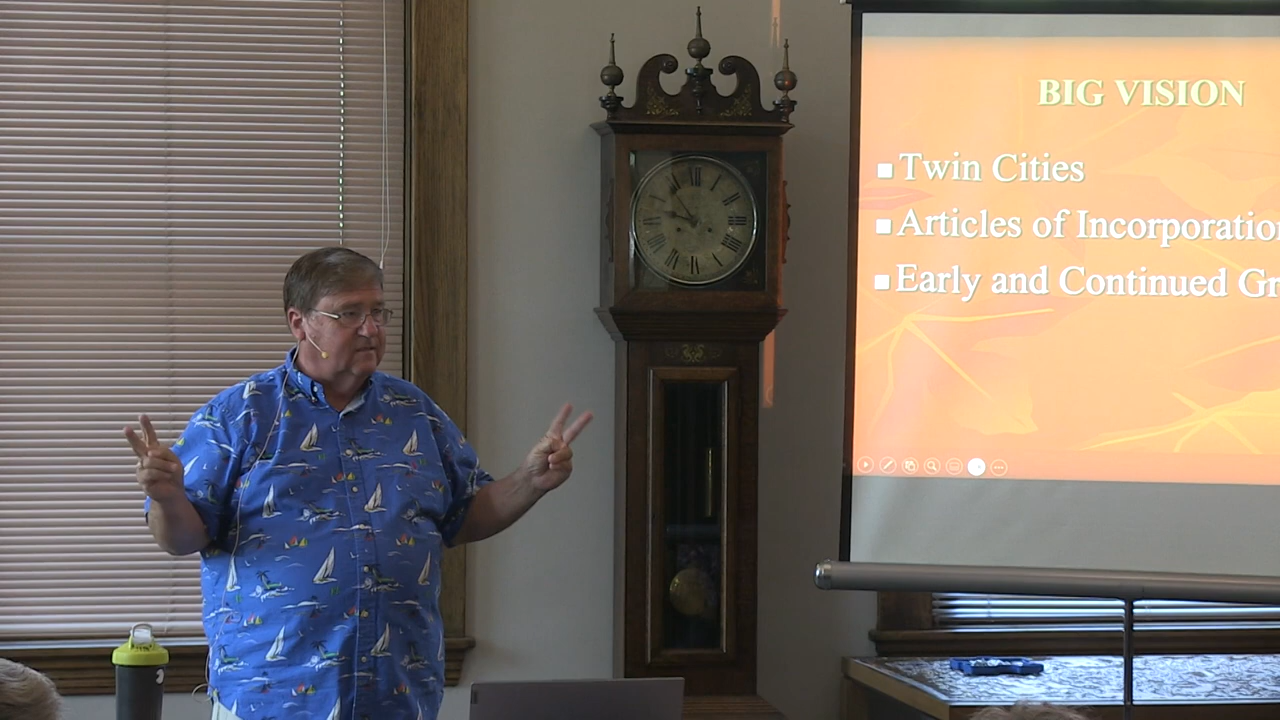 BIG VISION
Twin Cities
Articles of Incorporatio
Early and Continued Gr